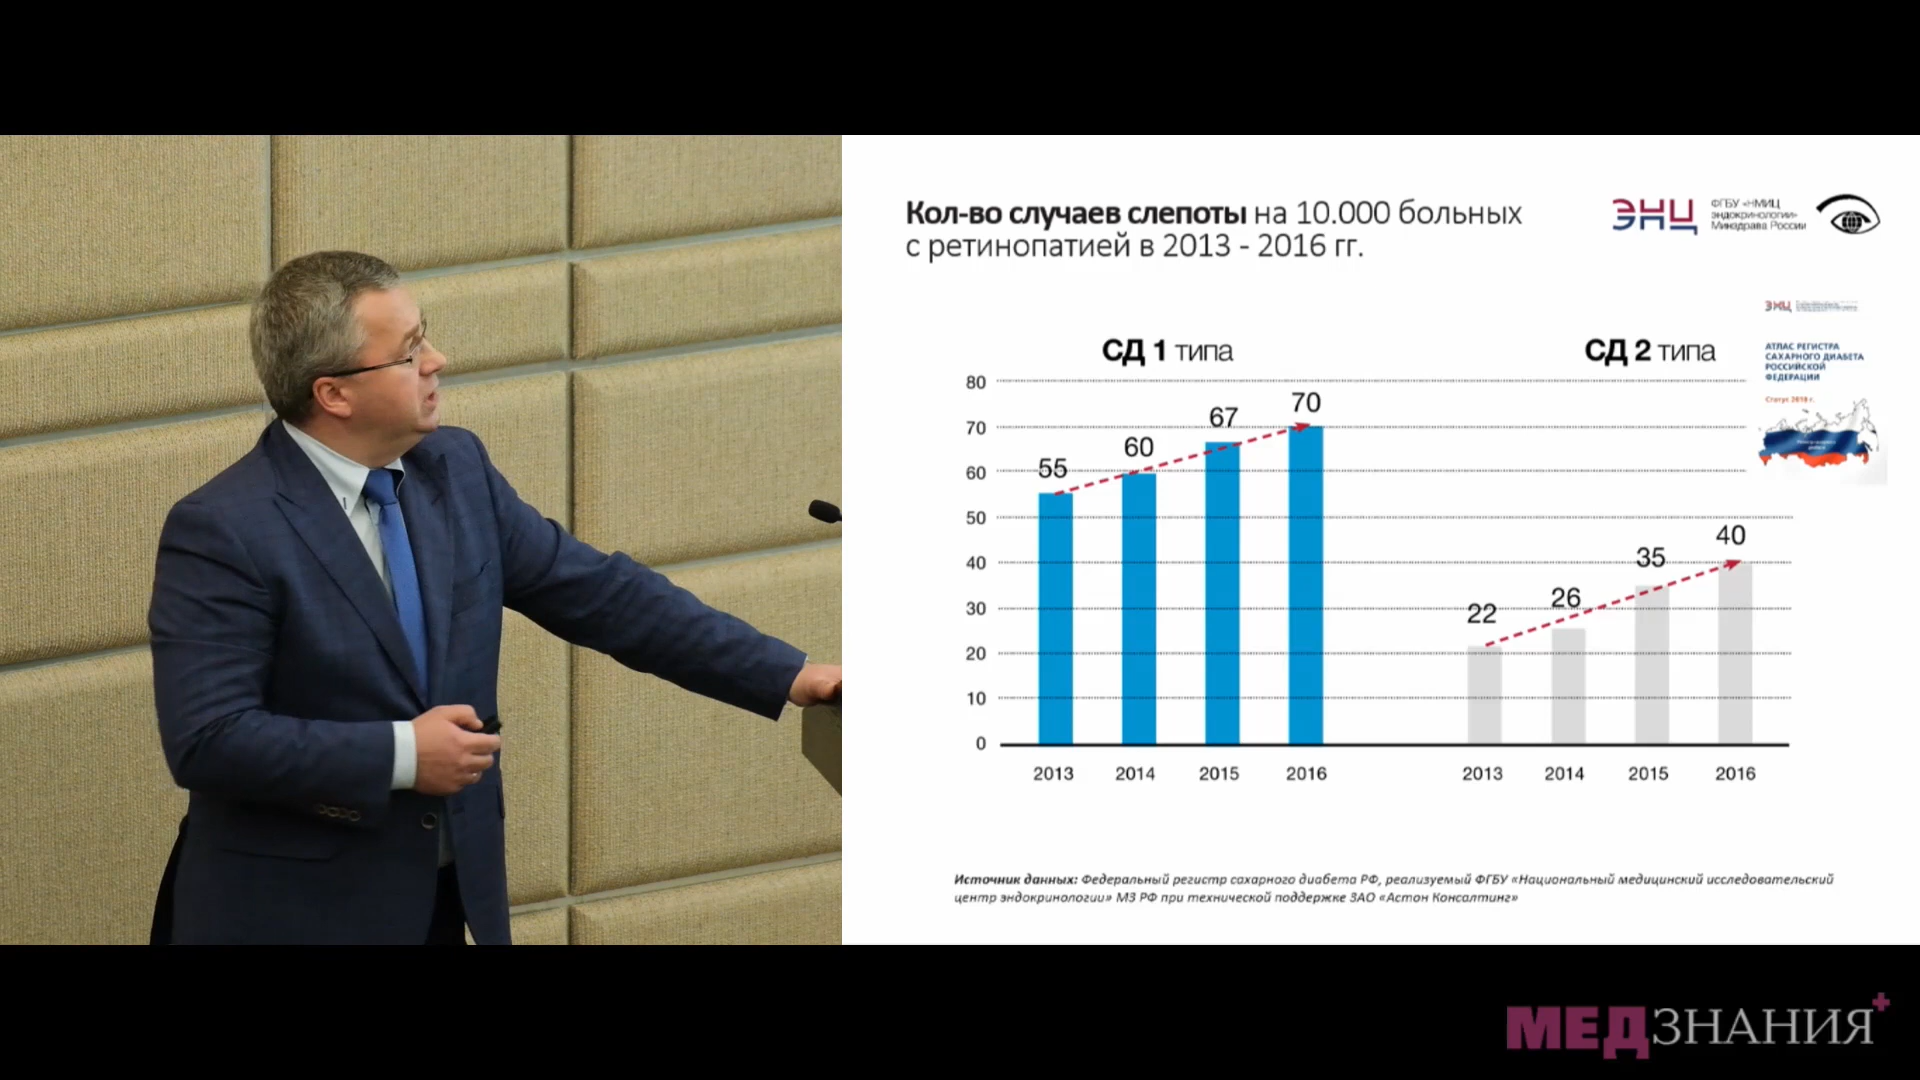 Кол-во случаев слепоты на 10.000 больных
с ретинопатией в 2013 - 2016 гг.
ЭНЦ
ФГБУ «НМИЦ
эндокринологии»
Минздрава России
ЭНЦ
АТЛАС РЕГИСТРА
САХАРНОГО ДИАБЕТА
РОССИЙСКОЙ
ФЕДЕРАЦИИ
СД 1 типа
СД 2 типа
80
70
60
50
40
30
20
10
0
55
60
67
70
22
26
35
40
2013
2014
2015
2016
2013
2014
2015
2016
Источник данных: Федеральный регистр сахарного диабета РФ, реализуемый ФГБУ «Национальный медицинский исследовательский
центр эндокринологии» МЗ РФ при технической поддержке ЗАО «Астон Консалтинг»
МЕДЗНАНИЯ+